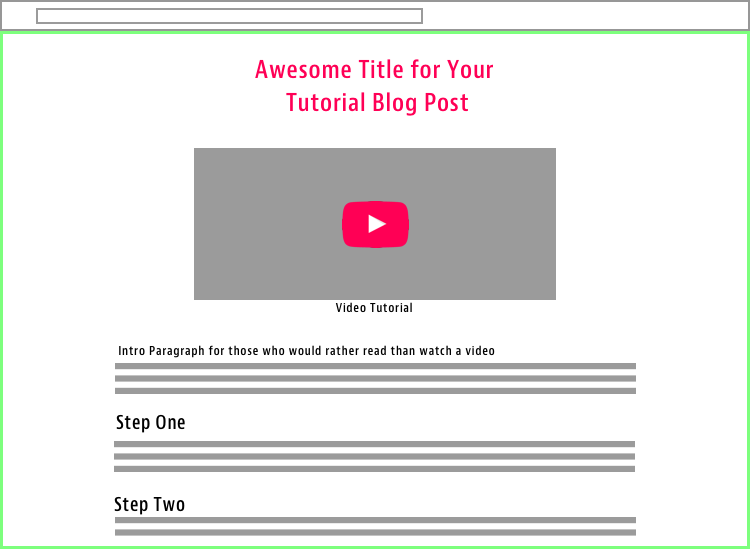 Awesome Title for Your
Tutorial Blog Post
Video Tutorial
Intro Paragraph for those who would rather read than watch a video
Step One
Step Two